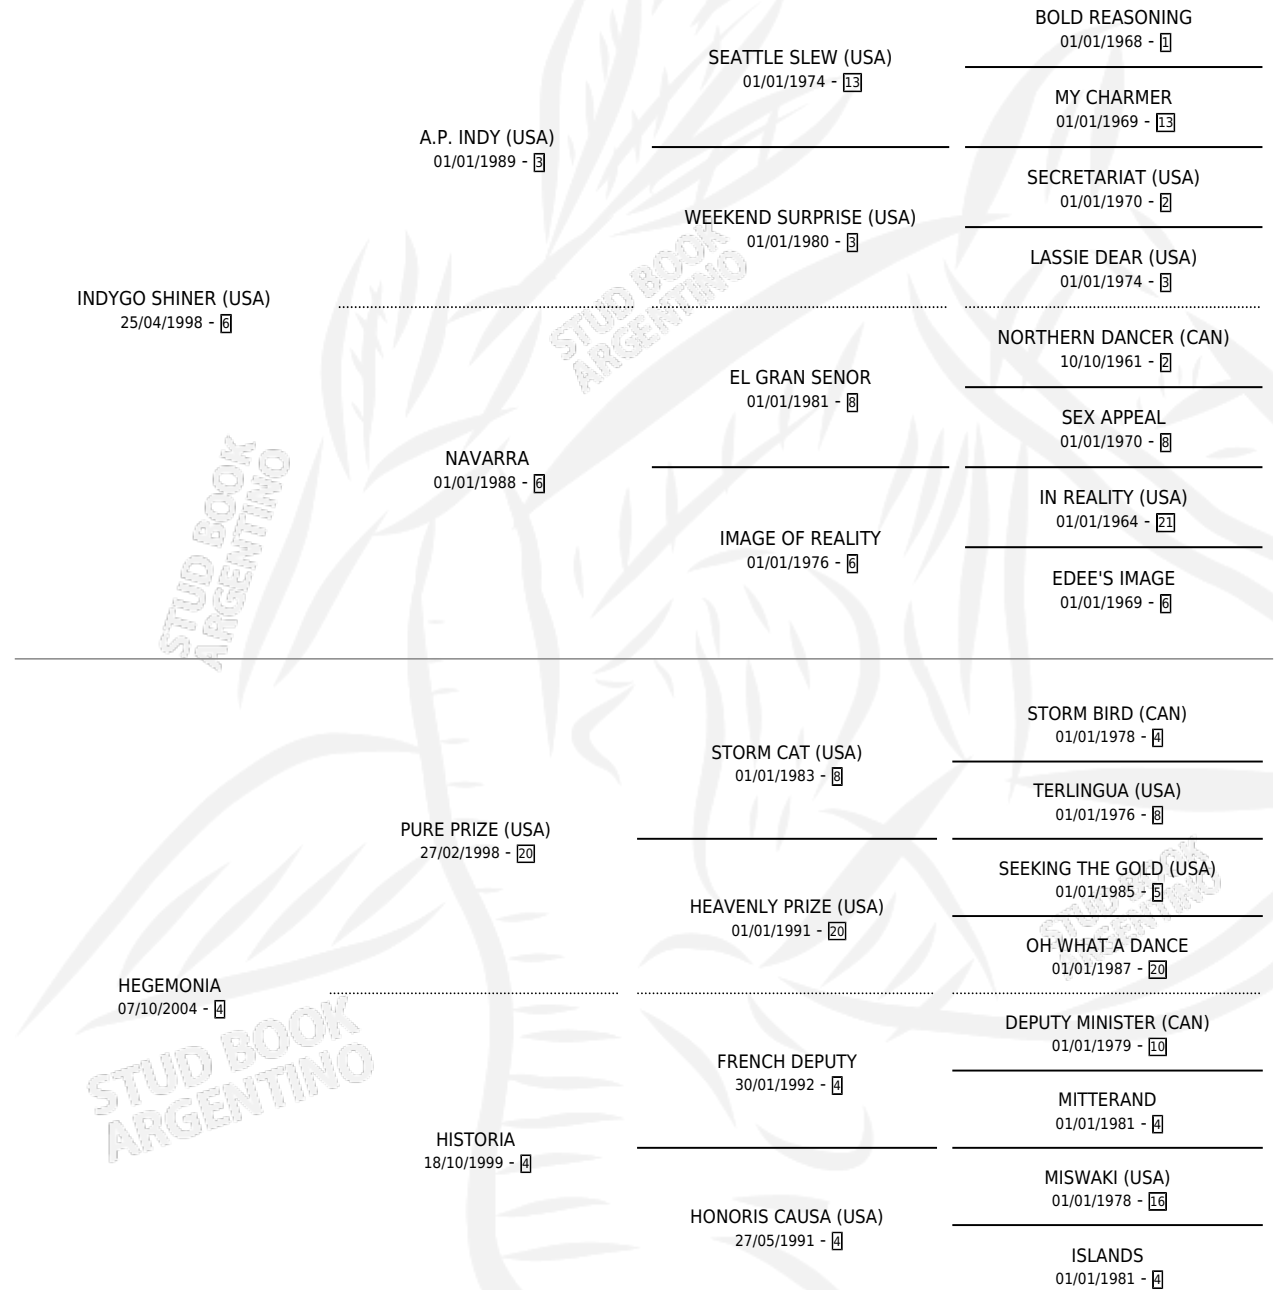 BOLD REASONING
01/01/1968 - 1
SEATTLE SLEW (USA)
01/01/1974 - 13
MY CHARMER
01/01/1969 - 13
A.P. INDY (USA)
01/01/1989 - 3
SECRETARIAT (USA)
01/01/1970 - 2
WEEKEND SURPRISE (USA)
01/01/1980 - 3
LASSIE DEAR (USA)
01/01/1974 - 3
INDYGO SHINER (USA)
25/04/1998 - 6
NORTHERN DANCER (CAN)
10/10/1961 - 2
EL GRAN SENOR
01/01/1981 - 8
SEX APPEAL
01/01/1970 - 8
NAVARRA
01/01/1988 - 6
IN REALITY (USA)
01/01/1964 - 21
IMAGE OF REALITY
01/01/1976 - 6
EDEE'S IMAGE
01/01/1969 - 6
STORM BIRD (CAN)
01/01/1978 - 4
STORM CAT (USA)
01/01/1983 - 8
TERLINGUA (USA)
01/01/1976 - 8
PURE PRIZE (USA)
27/02/1998 - 20
SEEKING THE GOLD (USA)
01/01/1985 - 5
HEAVENLY PRIZE (USA)
01/01/1991 - 20
OH WHAT A DANCE
01/01/1987 - 20
HEGEMONIA
07/10/2004 - 4
DEPUTY MINISTER (CAN)
01/01/1979 - 10
FRENCH DEPUTY
30/01/1992 - 4
MITTERAND
01/01/1981 - 4
HISTORIA
18/10/1999 - 4
MISWAKI (USA)
01/01/1978 - 16
HONORIS CAUSA (USA)
27/05/1991 - 4
ISLANDS
01/01/1981 - 4
STUD BOOK
ARGENTINO
STUD BOOK
ARGENTINO
STUD BOOK
ARGENTINO
STUD BOOK
ARGENTINO